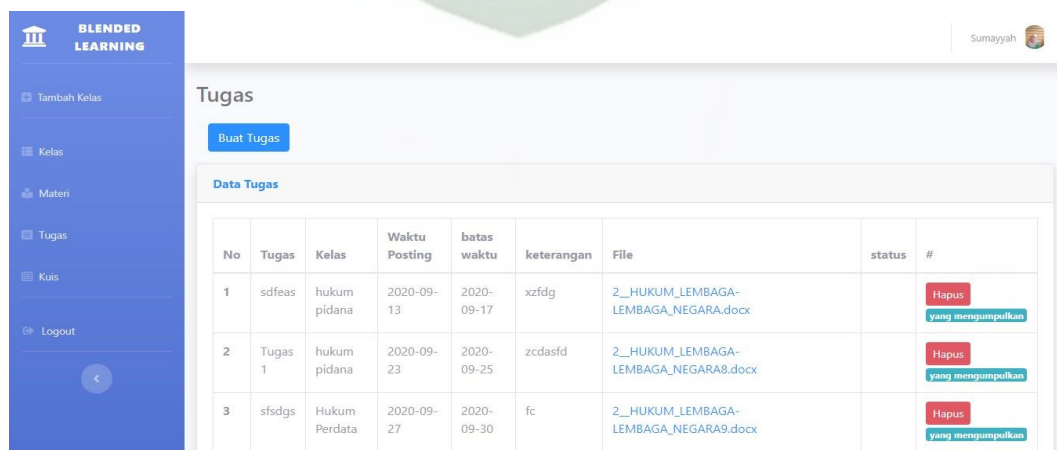 BLENDED
LEARNING
Sumayyah
Tambah Kelas
Kelas
Materi
Tugas
Kuis
Logout
Tugas
Buat Tugas
Data Tugas
No Tugas Kelas Waktu Posting batas waktu keterangan File status #
1 sdfeas hukum pidana 2020-09-13 2020-09-17 xzfdg 2__HUKUM_LEMBAGA-LEMBAGA_NEGARA.docx Hapus
yang mengumpulkan
2 Tugas 1 hukum pidana 2020-09-23 2020-09-25 zcdasfd 2__HUKUM_LEMBAGA-LEMBAGA_NEGARA8.docx Hapus
yang mengumpulkan
3 sfsdgs Hukum Perdata 2020-09-27 2020-09-30 fc 2__HUKUM_LEMBAGA-LEMBAGA_NEGARA9.docx Hapus
yang mengumpulkan